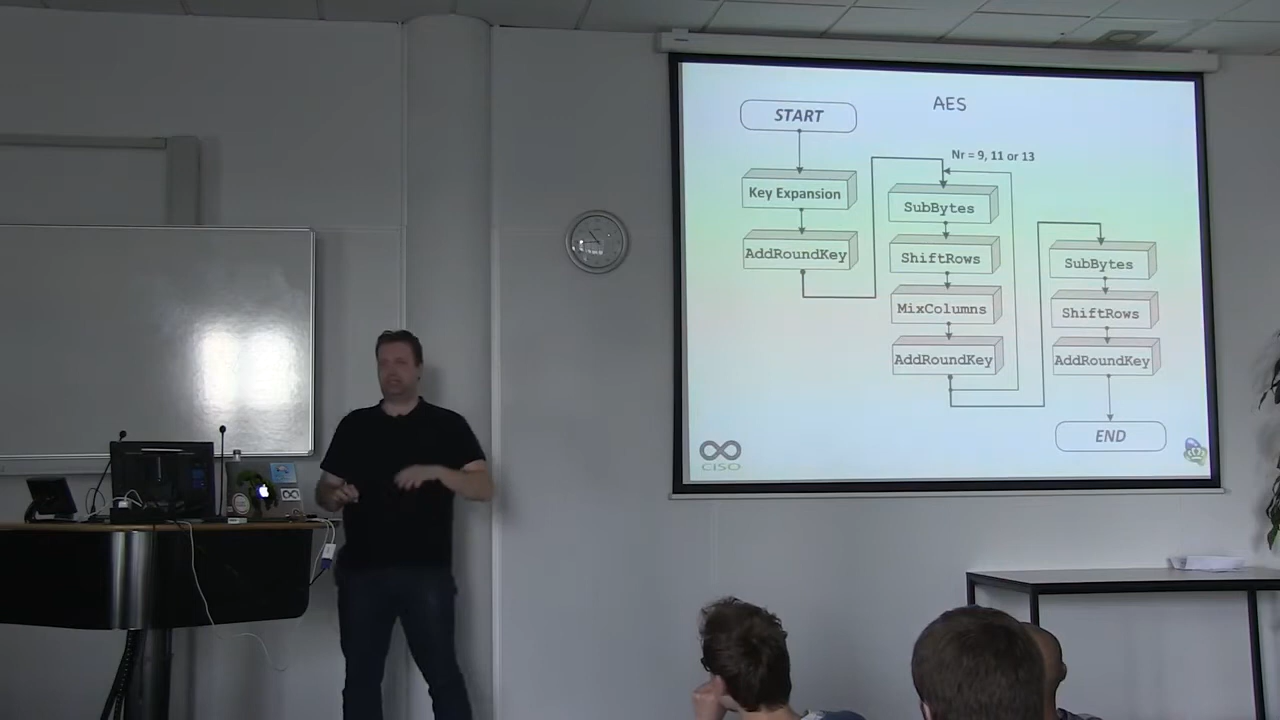 AES
START
Key Expansion
AddRoundKey
Nr = 9, 11 or 13
SubBytes
ShiftRows
MixColumns
AddRoundKey
SubBytes
ShiftRows
AddRoundKey
END
CISO